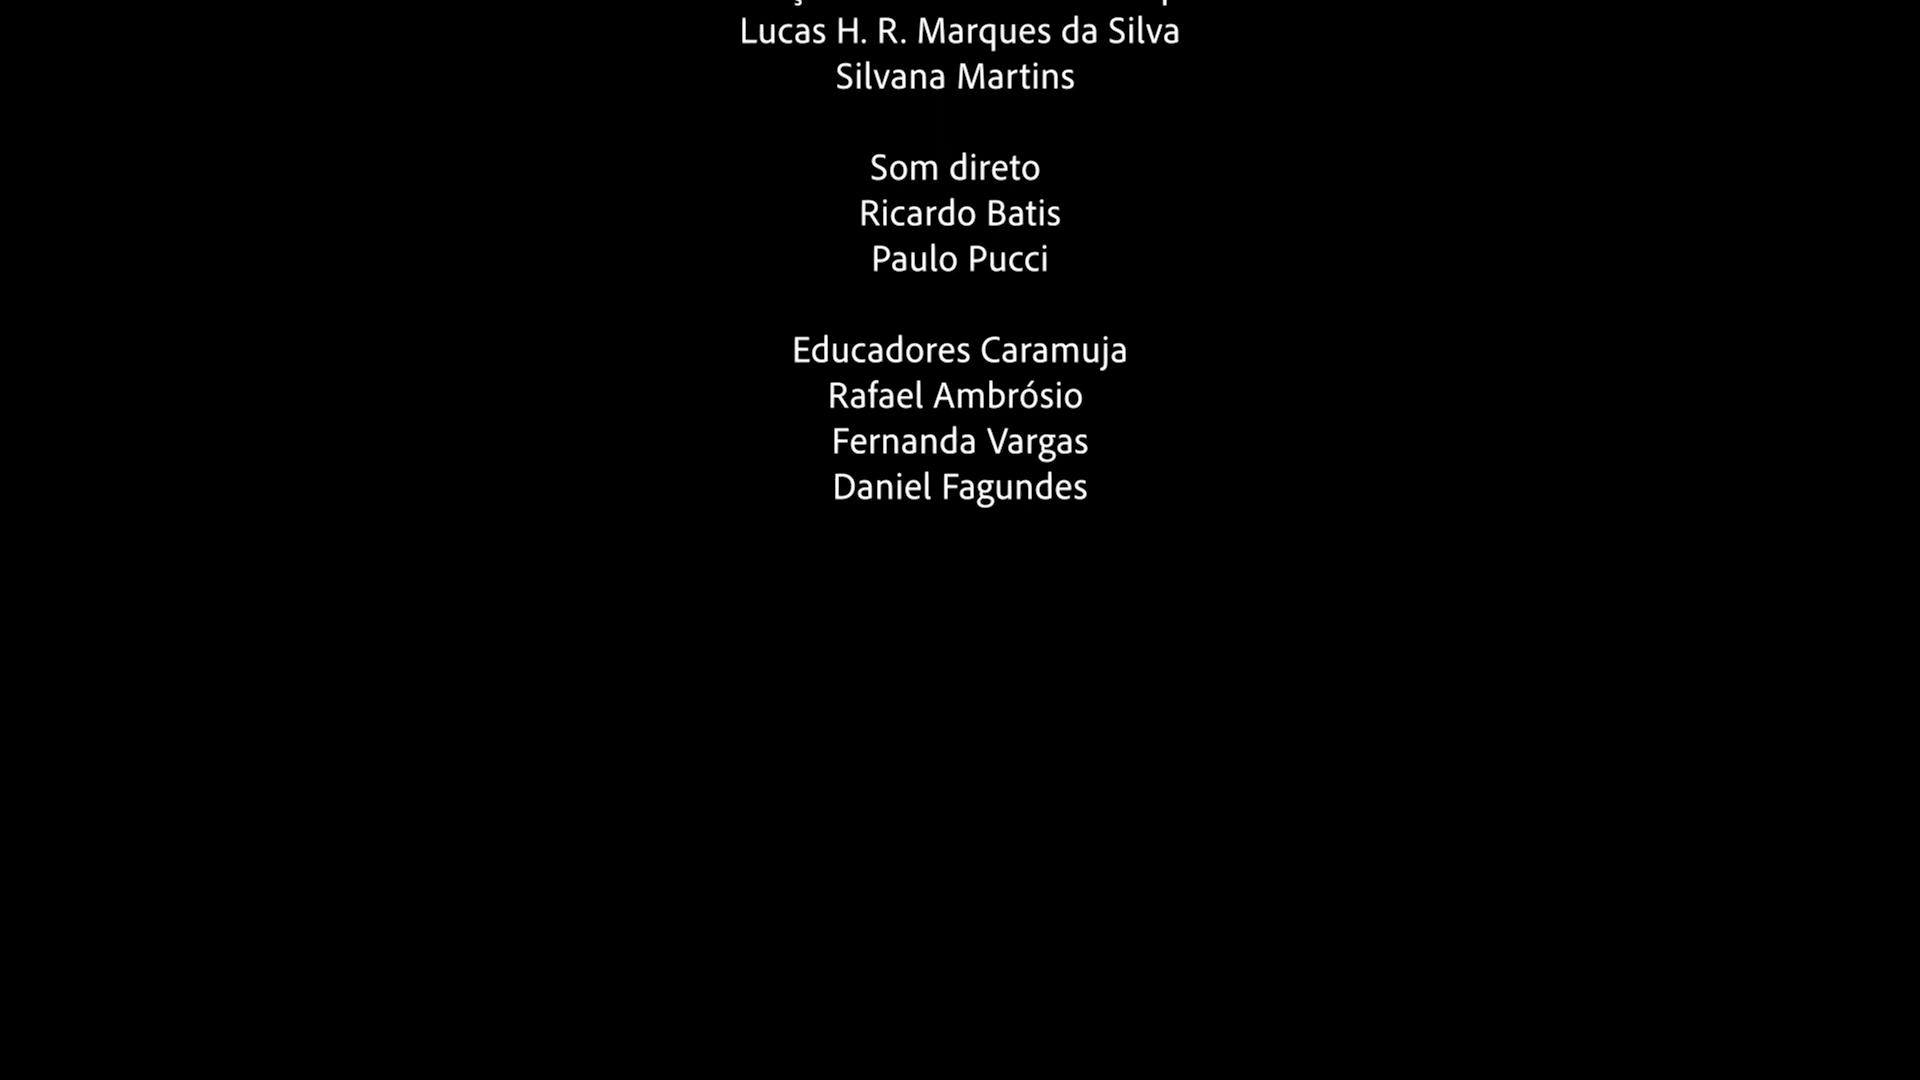 Lucas H. R. Marques da Silva
Silvana Martins
Som direto
Ricardo Batis
Paulo Pucci
Educadores Caramuja
Rafael Ambrósio
Fernanda Vargas
Daniel Fagundes